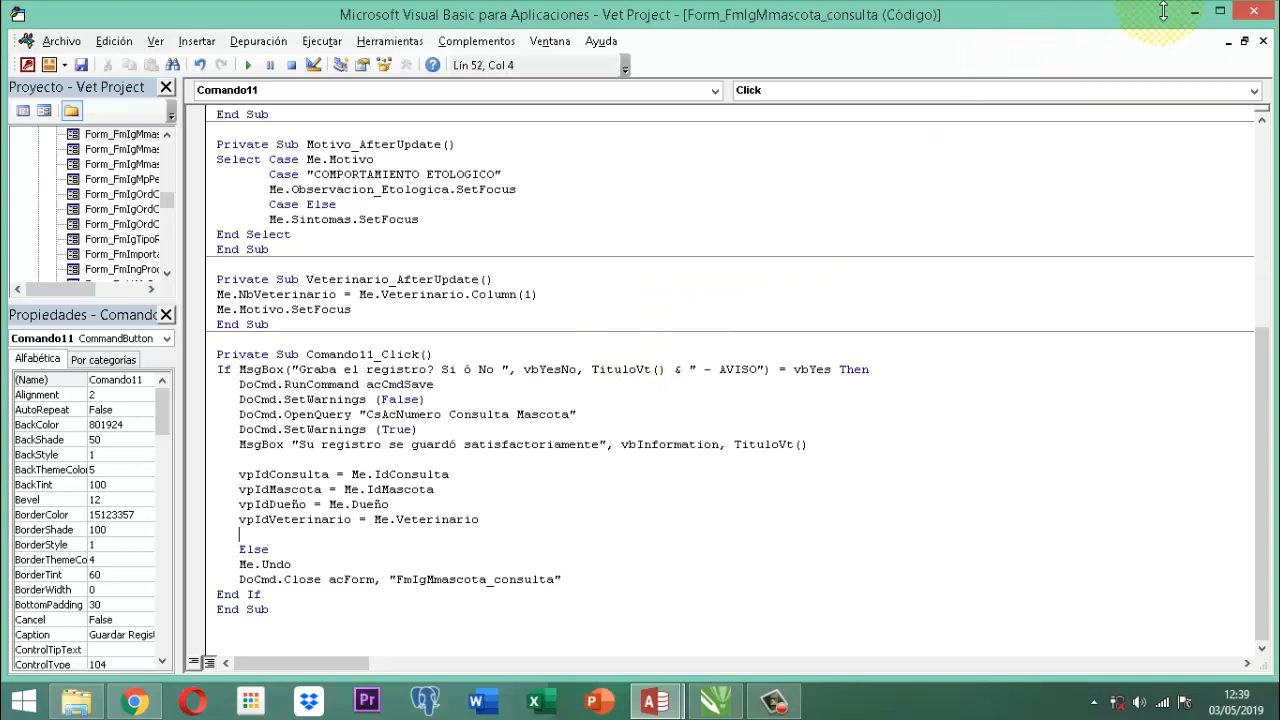 Microsoft Visual Basic para Aplicaciones - Vet Project - [Form_FmIgMmascota_consulta (Código)]
Archivo Edición Ver Insertar Formato Depuración Ejecutar Herramientas Complementos Ventana Ayuda
Lín 52, Col 4
Proyecto - Vet Project
Comando11
Click
Form_FmIgMmas
Form_FmIgMmas
Form_FmIgMmas
Form_FmIgMpPe
Form_FmIgOrdC
Form_FmIgOrdC
Form_FmIgOrdC
Form_FmIgTipoR
Form_FmImporta
Form_FmIngProc
End Sub
Private Sub Motivo_AfterUpdate()
Select Case Me.Motivo
Case "COMPORTAMIENTO ETOLOGICO"
Me.Observacion_Etologica.SetFocus
Case Else
Me.Sintomas.SetFocus
End Select
End Sub
Private Sub Veterinario_AfterUpdate()
Me.NbVeterinario = Me.Veterinario.Column(1)
Me.Motivo.SetFocus
End Sub
Private Sub Comando11_Click()
If MsgBox("Graba el registro? Si ó No ", vbYesNo, TituloVt() & " - AVISO") = vbYes Then
DoCmd.RunCommand acCmdSave
DoCmd.SetWarnings (False)
DoCmd.OpenQuery "CsAcNumero Consulta Mascota"
DoCmd.SetWarnings (True)
MsgBox "Su registro se guardó satisfactoriamente", vbInformation, TituloVt()
vpIdConsulta = Me.IdConsulta
vpIdMascota = Me.IdMascota
vpIdDueño = Me.Dueño
vpIdVeterinario = Me.Veterinario
Else
Me.Undo
DoCmd.Close acForm, "FmIgMmascota_consulta"
End If
End Sub
Propiedades - Comando
Comando11 CommandButton
Alfabética Por categorías
(Name) Comando11
Alignment 2
AutoRepeat False
BackColor 801924
BackShade 50
BackStyle 1
BackThemeColor 5
BackTint 100
Bevel 12
BorderColor 15123357
BorderShade 100
BorderStyle 1
BorderThemeCo 4
BorderTint 60
BorderWidth 0
BottomPadding 30
Cancel False
Caption Guardar Regist
ControlTipText
ControlType 104
Pr
12:39
03/05/2019